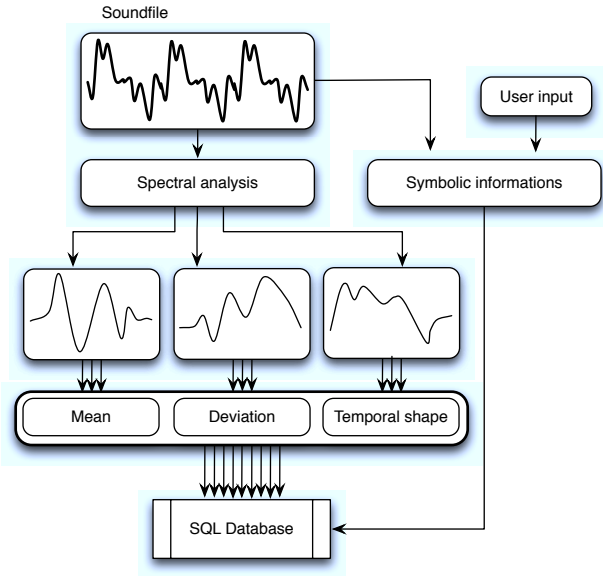 Soundfile
User input
Spectral analysis
Symbolic informations
Mean
Deviation
Temporal shape
SQL Database